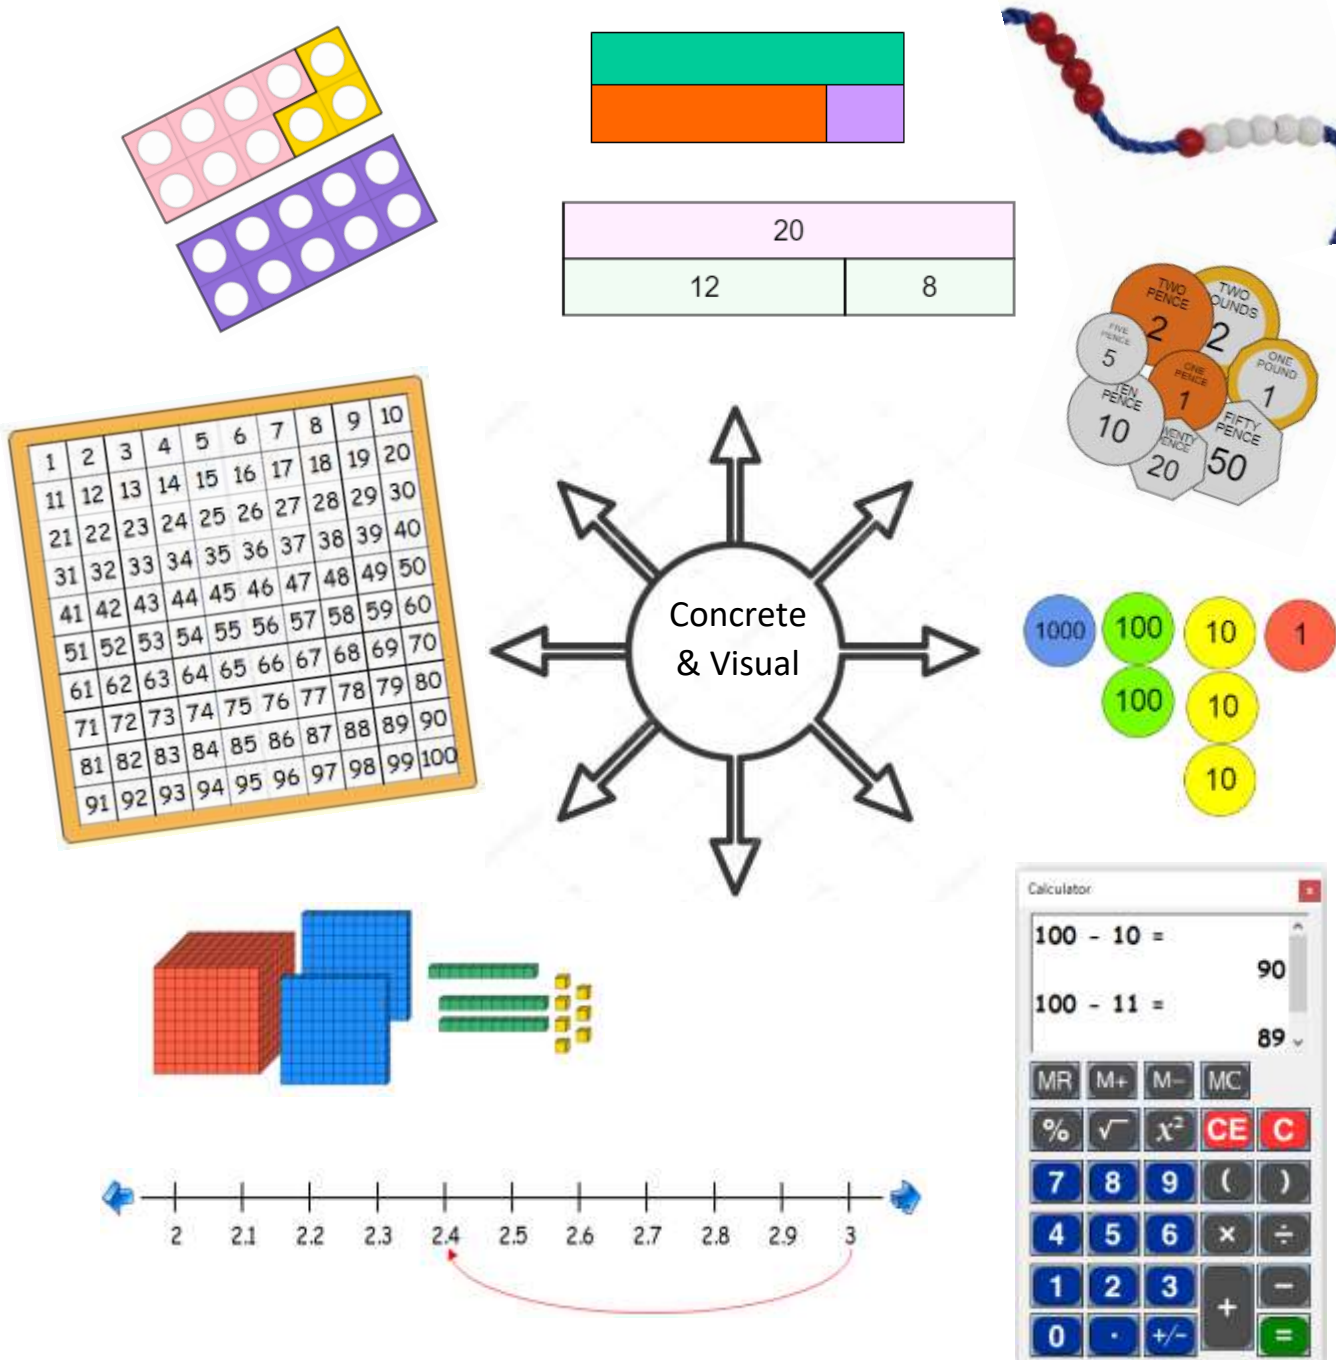 20
12 8
TWO
PENCE
2
TWO
POUNDS
2
FIVE
PENCE
5
ONE
PENCE
1
ONE
POUND
1
TEN
PENCE
10
20
FIFTY
PENCE
50
1 2 3 4 5 6 7 8 9 10
11 12 13 14 15 16 17 18 19 20
21 22 23 24 25 26 27 28 29 30
31 32 33 34 35 36 37 38 39 40
41 42 43 44 45 46 47 48 49 50
51 52 53 54 55 56 57 58 59 60
61 62 63 64 65 66 67 68 69 70
71 72 73 74 75 76 77 78 79 80
81 82 83 84 85 86 87 88 89 90
91 92 93 94 95 96 97 98 99 100
Concrete
& Visual
1000 100 10 1
100 10
10
Calculator x
100 - 10 =
90
100 - 11 =
89
MR M+ M− MC
% √ x² CE C
7 8 9 ( )
4 5 6 × ÷
1 2 3 + −
0 . +/− =
2 2.1 2.2 2.3 2.4 2.5 2.6 2.7 2.8 2.9 3